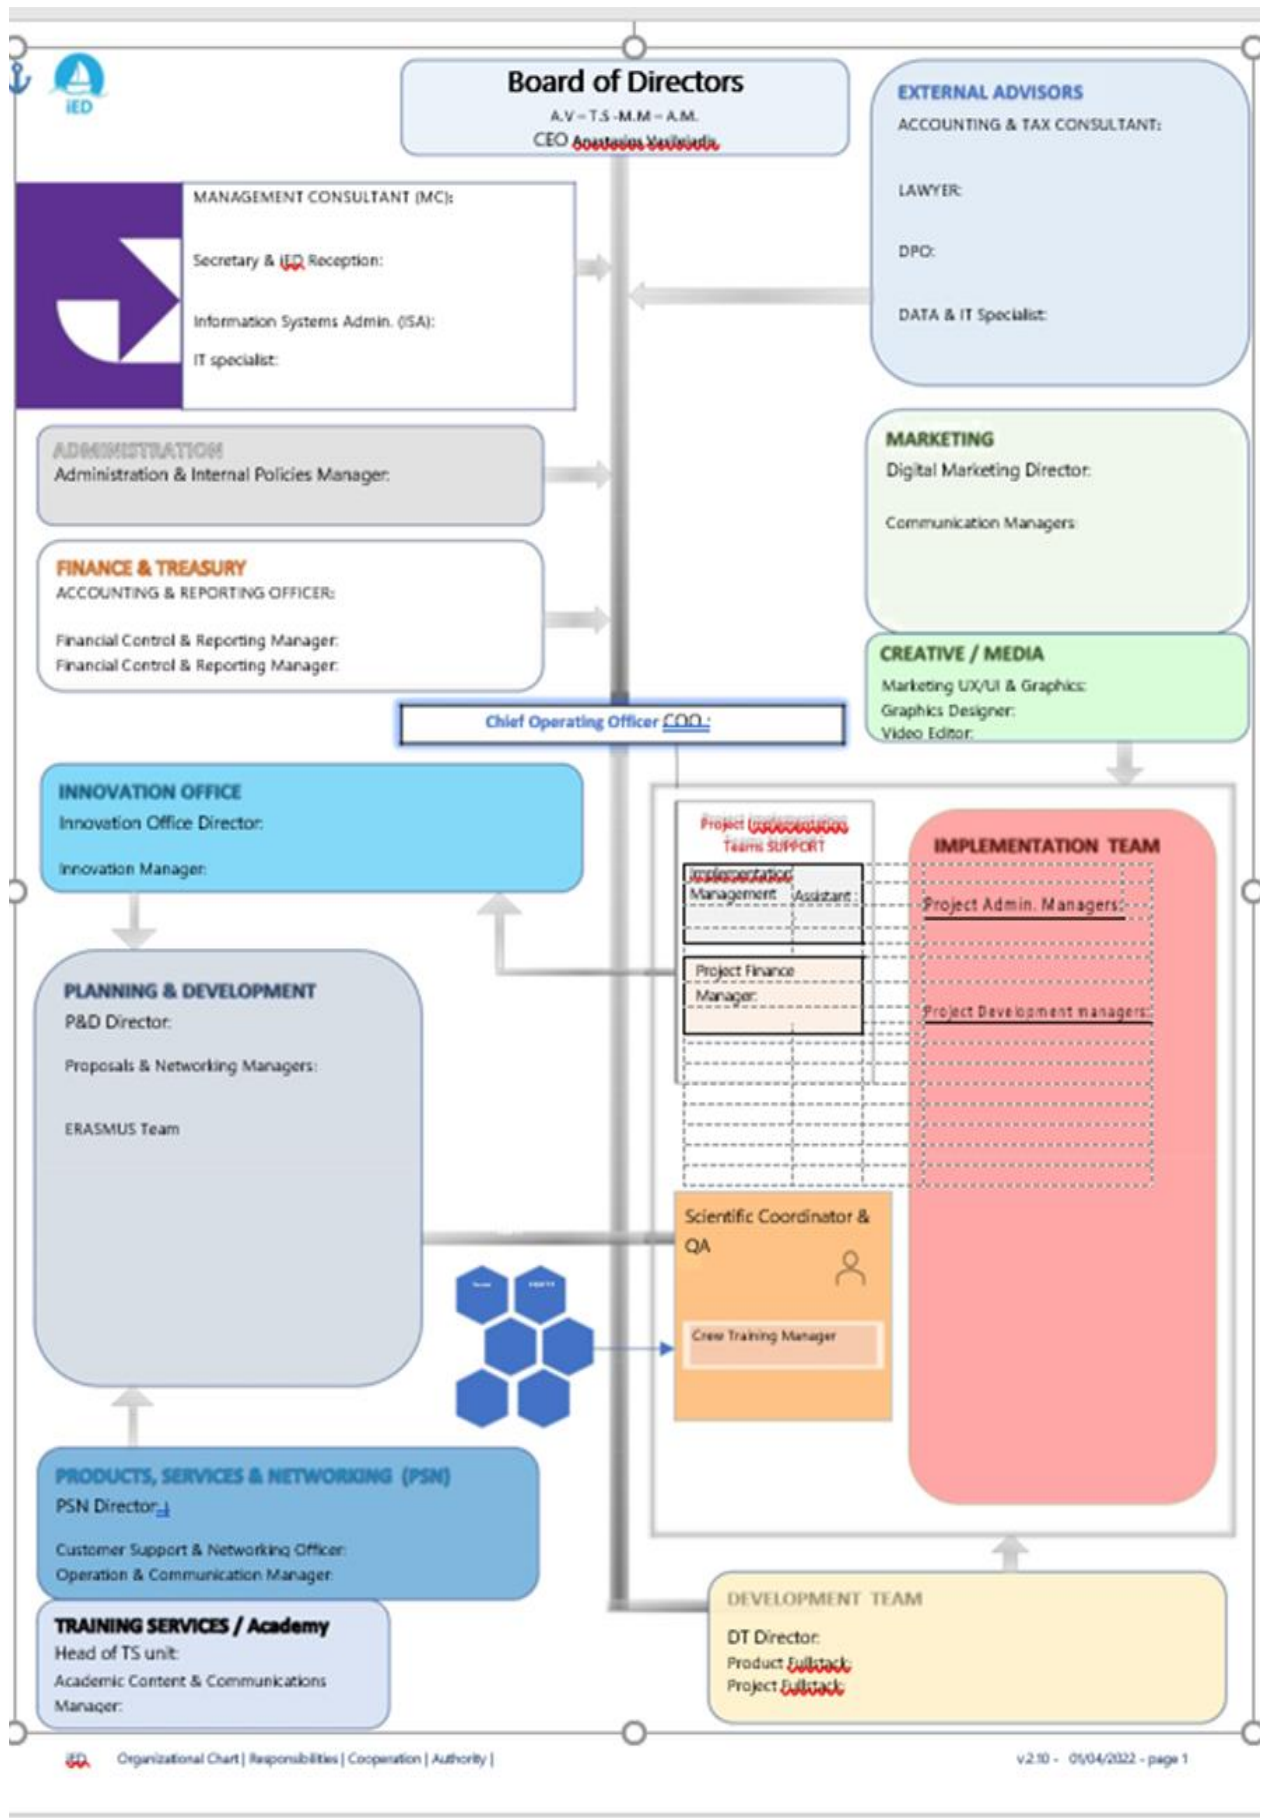 iED
Board of Directors
A.V – T.S -M.M – A.M.
CEO Anastasios Vasileiadis
EXTERNAL ADVISORS
ACCOUNTING & TAX CONSULTANT:
LAWYER:
DPO:
DATA & IT Specialist:
MANAGEMENT CONSULTANT (MC):
Secretary & iED Reception:
Information Systems Admin. (ISA):
IT specialist:
ADMINISTRATION
Administration & Internal Policies Manager:
MARKETING
Digital Marketing Director:
Communication Managers:
FINANCE & TREASURY
ACCOUNTING & REPORTING OFFICER:
Financial Control & Reporting Manager:
Financial Control & Reporting Manager:
CREATIVE / MEDIA
Marketing UX/UI & Graphics:
Graphics Designer:
Video Editor:
Chief Operating Officer COO :
INNOVATION OFFICE
Innovation Office Director:
Innovation Manager:
Project Implementation
Teams SUPPORT
Implementation
Management Assistant :
Project Finance
Manager:
IMPLEMENTATION TEAM
Project Admin. Managers:
Project Development managers:
PLANNING & DEVELOPMENT
P&D Director:
Proposals & Networking Managers:
ERASMUS Team
Scientific Coordinator &
QA
Crew Training Manager
PRODUCTS, SERVICES & NETWORKING (PSN)
PSN Director:
Customer Support & Networking Officer:
Operation & Communication Manager:
TRAINING SERVICES / Academy
Head of TS unit:
Academic Content & Communications
Manager:
DEVELOPMENT TEAM
DT Director:
Product Fullstack:
Project Fullstack:
iED Organizational Chart | Responsibilities | Cooperation | Authority |
v.2.10 - 01/04/2022 - page 1